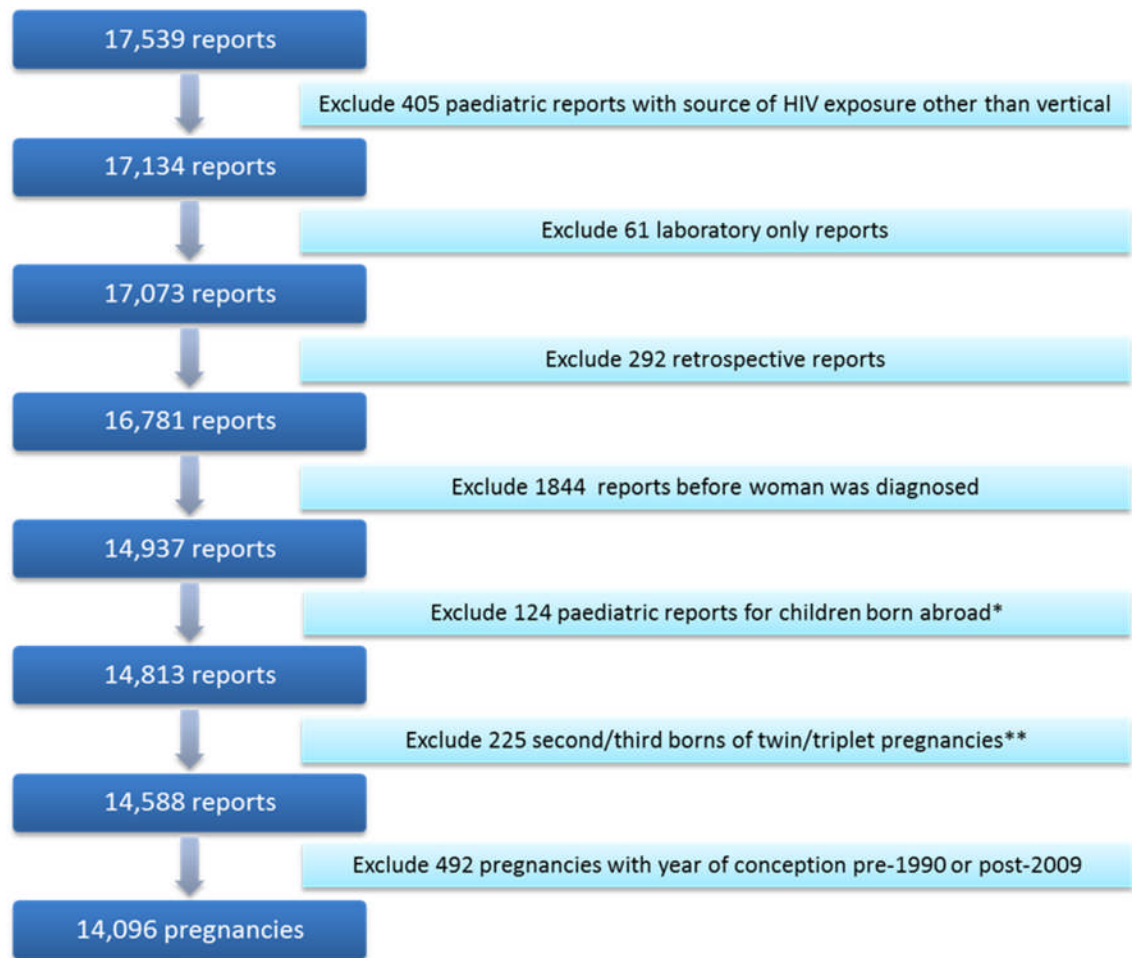 17,539 reports
Exclude 405 paediatric reports with source of HIV exposure other than vertical
17,134 reports
Exclude 61 laboratory only reports
17,073 reports
Exclude 292 retrospective reports
16,781 reports
Exclude 1844 reports before woman was diagnosed
14,937 reports
Exclude 124 paediatric reports for children born abroad*
14,813 reports
Exclude 225 second/third borns of twin/triplet pregnancies**
14,588 reports
Exclude 492 pregnancies with year of conception pre-1990 or post-2009
14,096 pregnancies